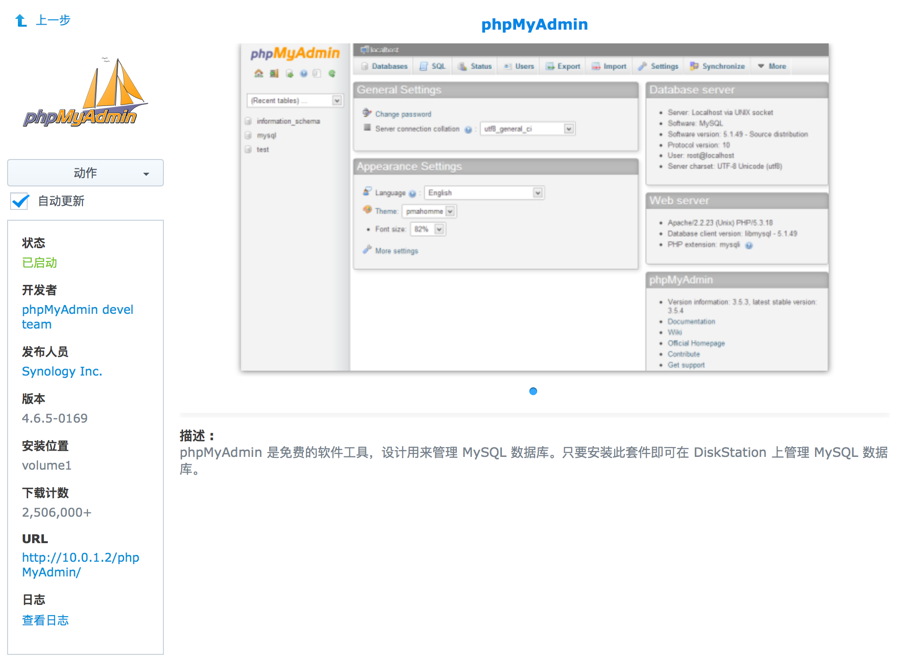 上一步
phpMyAdmin
动作
自动更新
状态
已启动
开发者
phpMyAdmin devel
team
发布人员
Synology Inc.
版本
4.6.5-0169
安装位置
volume1
下载计数
2,506,000+
URL
http://10.0.1.2/php
MyAdmin/
日志
查看日志
phpMyAdmin
phpMyAdmin
(Recent tables) ...
information_schema
mysql
test
localhost
Databases SQL Status Users Export Import Settings Synchronize More
General Settings
Change password
Server connection collation
utf8_general_ci
Appearance Settings
Language
English
Theme:
pmahomme
Font size:
82%
More settings
Database server
Server: Localhost via UNIX socket
Software: MySQL
Software version: 5.1.49 - Source distribution
Protocol version: 10
User: root@localhost
Server charset: UTF-8 Unicode (utf8)
Web server
Apache/2.2.23 (Unix) PHP/5.3.18
Database client version: libmysql - 5.1.49
PHP extension: mysqli
phpMyAdmin
Version information: 3.5.3, latest stable version:
3.5.4
Documentation
Wiki
Official Homepage
Contribute
Get support
描述：
phpMyAdmin 是免费的软件工具，设计用来管理 MySQL 数据库。只要安装此套件即可在 DiskStation 上管理 MySQL 数据
库。